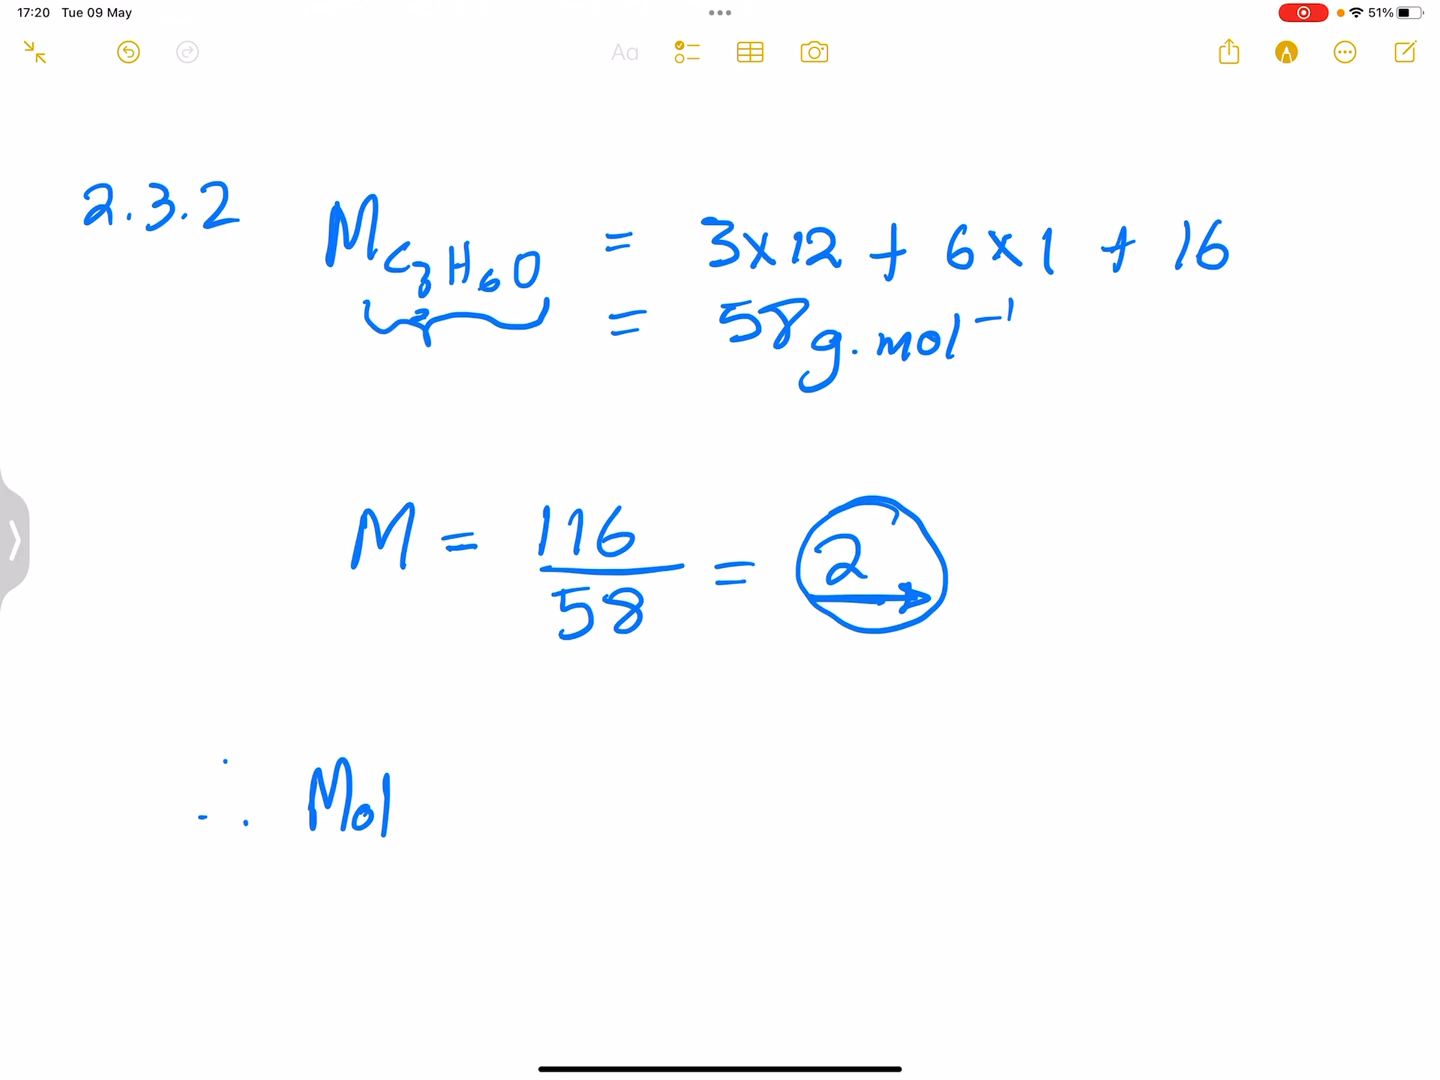 17:20 Tue 09 May 51%
Aa
2.3.2 M C₃H₆O = 3x12 + 6x1 + 16
= 58g.mol⁻¹
M = 116/58 = 2
∴ Mol